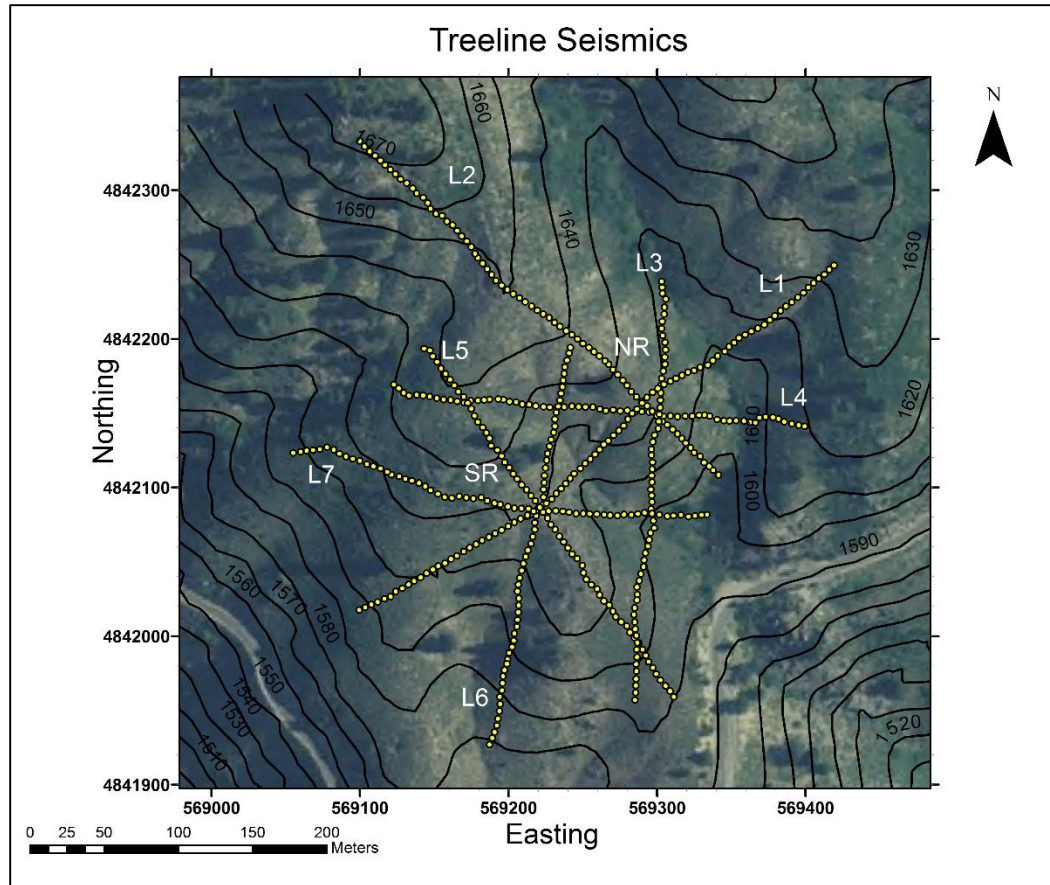 Treeline Seismics
N
1660
1670
L2
4842300
1650
1640
1630
L3
L1
4842200
NR
L5
1620
L4
1610
SR
Northing
L7
1600
4842100
1590
1560
1570
1580
4842000
1550
L6
1540
1530
1520
1510
4841900
569000
569100
569200
569300
569400
Easting
0 25 50 100 150 200
Meters